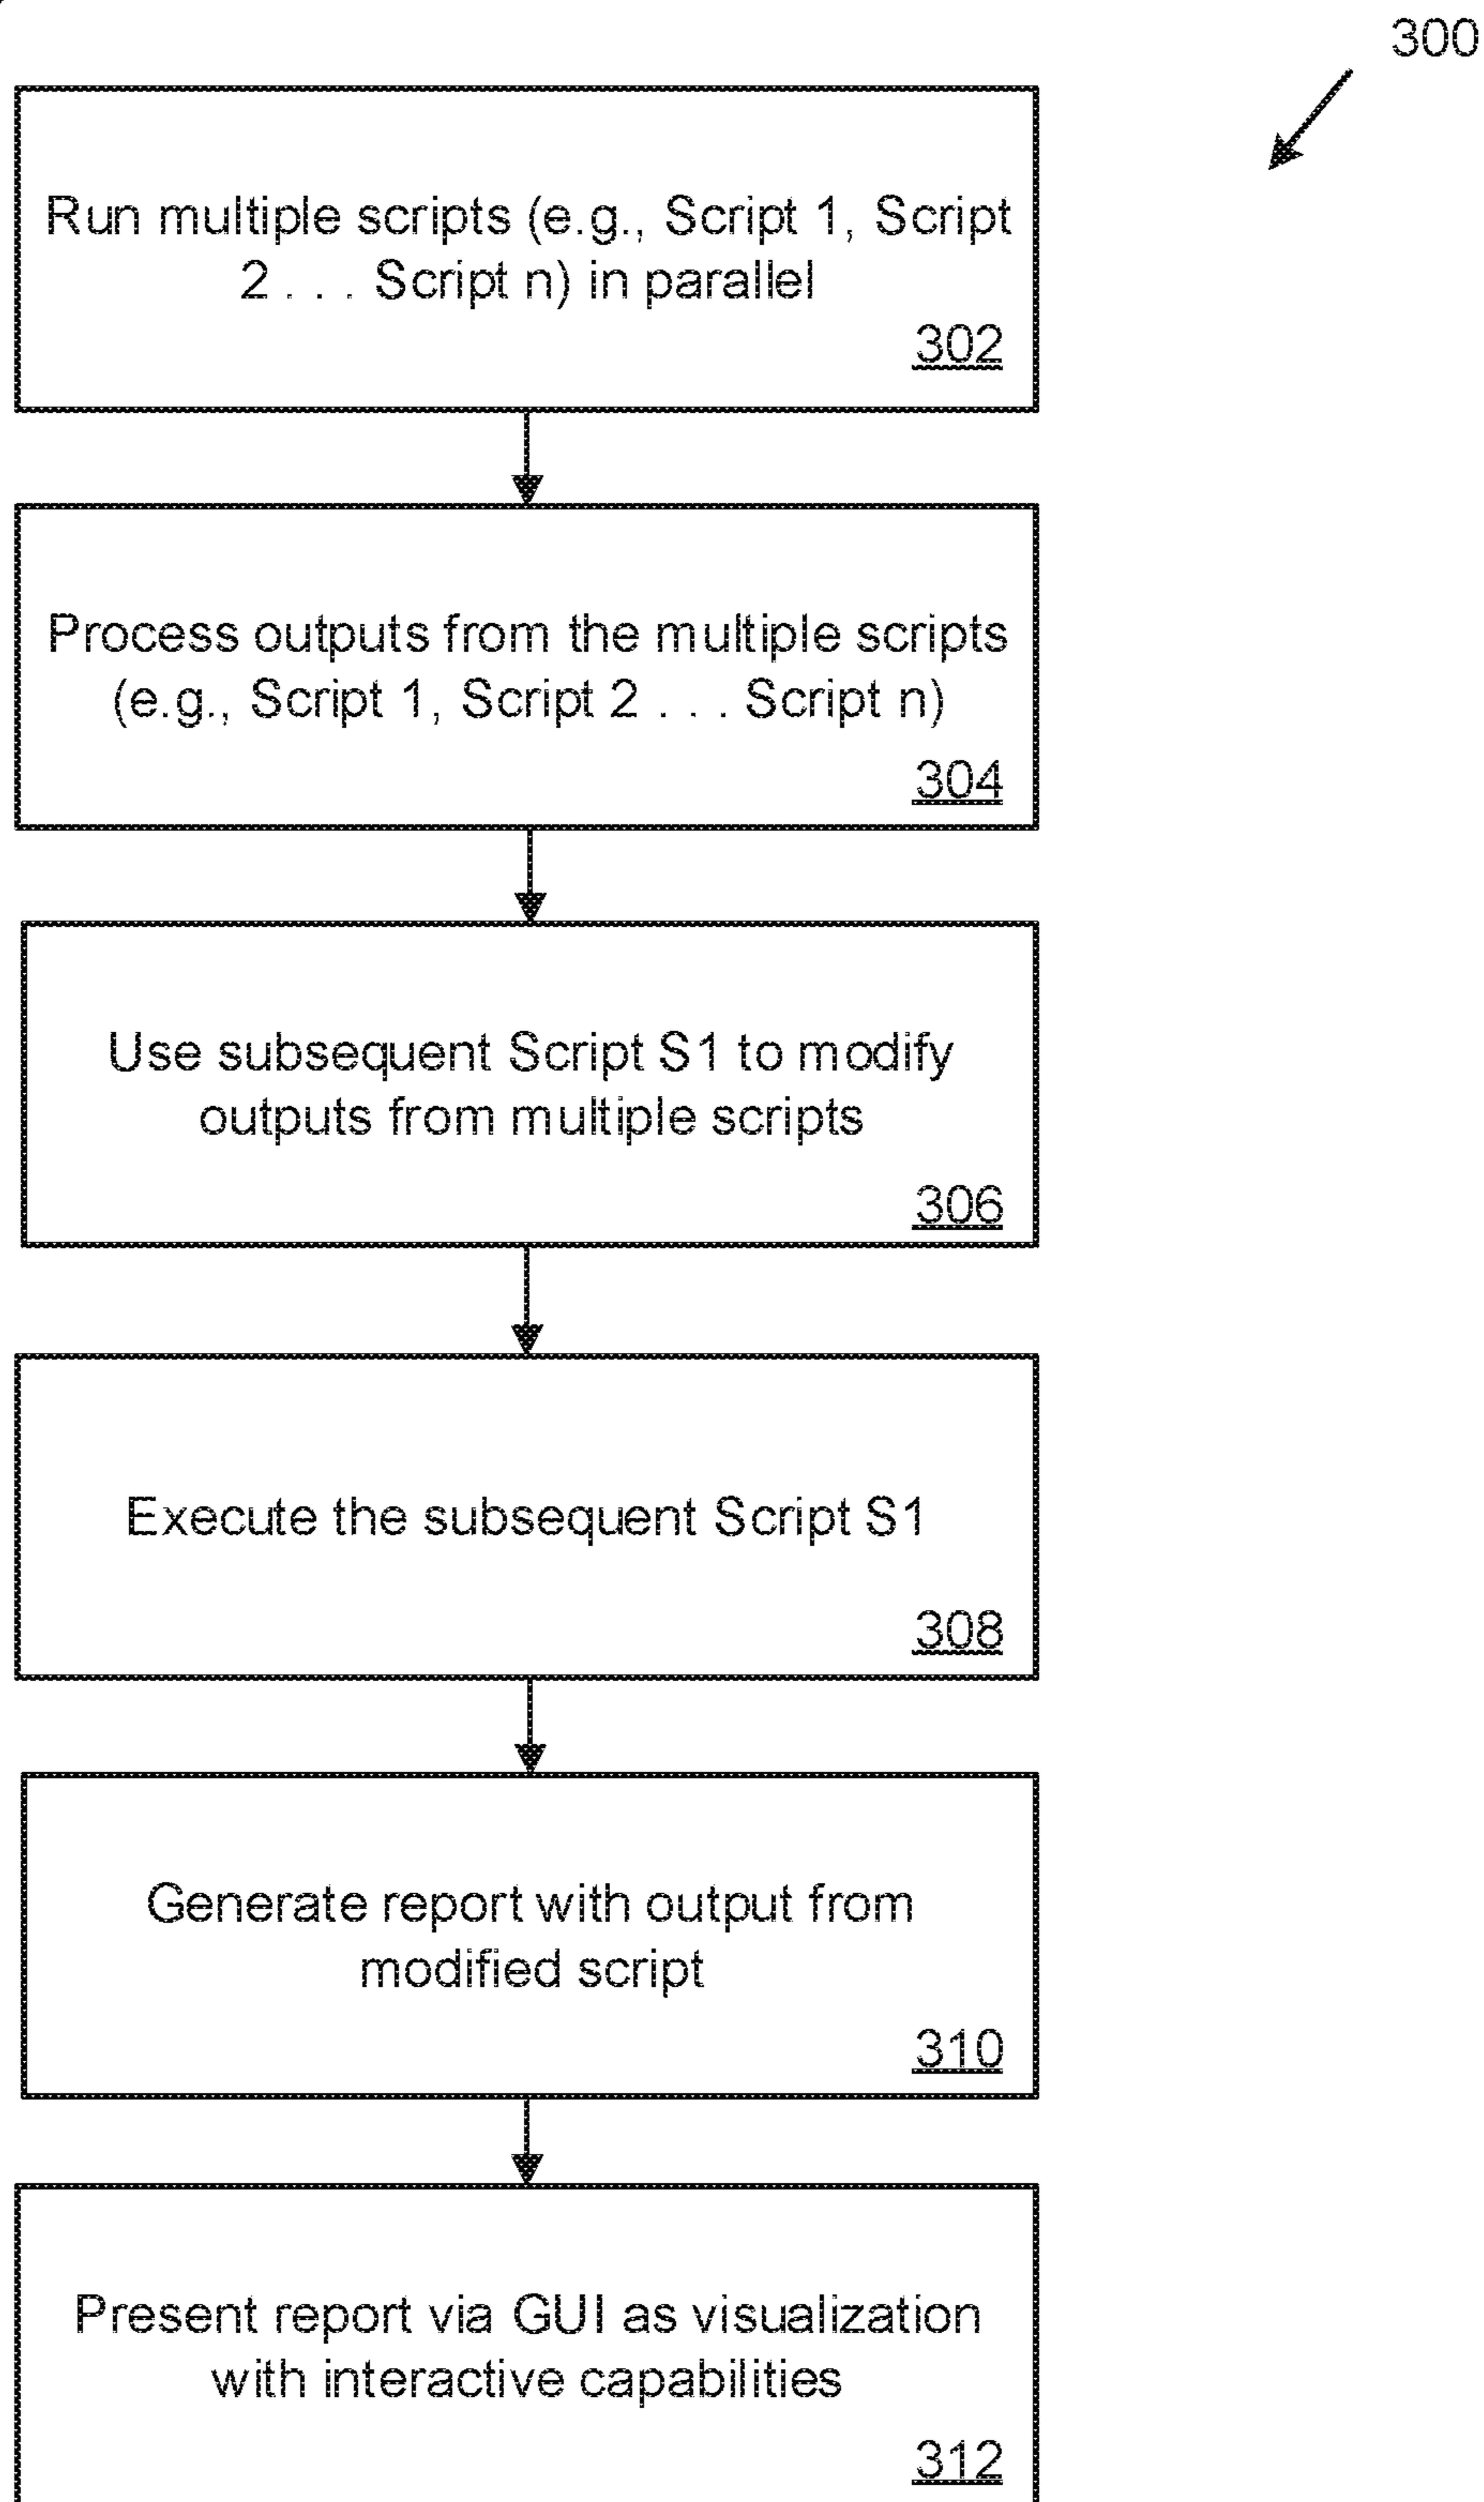 300
Run multiple scripts (e.g., Script 1, Script
2 . . . Script n) in parallel
302
Process outputs from the multiple scripts
(e.g., Script 1, Script 2 . . . Script n)
304
Use subsequent Script S1 to modify
outputs from multiple scripts
306
Execute the subsequent Script S1
308
Generate report with output from
modified script
310
Present report via GUI as visualization
with interactive capabilities
312